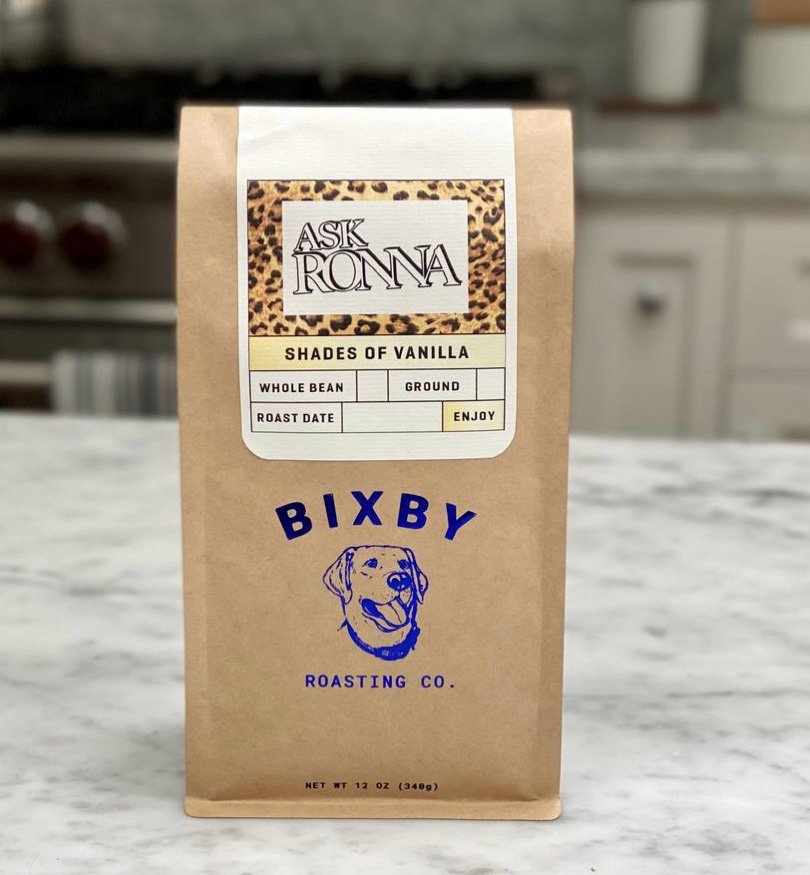 ASK
RONNA
SHADES OF VANILLA
WHOLE BEAN GROUND
ROAST DATE ENJOY
BIXBY
ROASTING CO.
NET WT 12 OZ (340g)